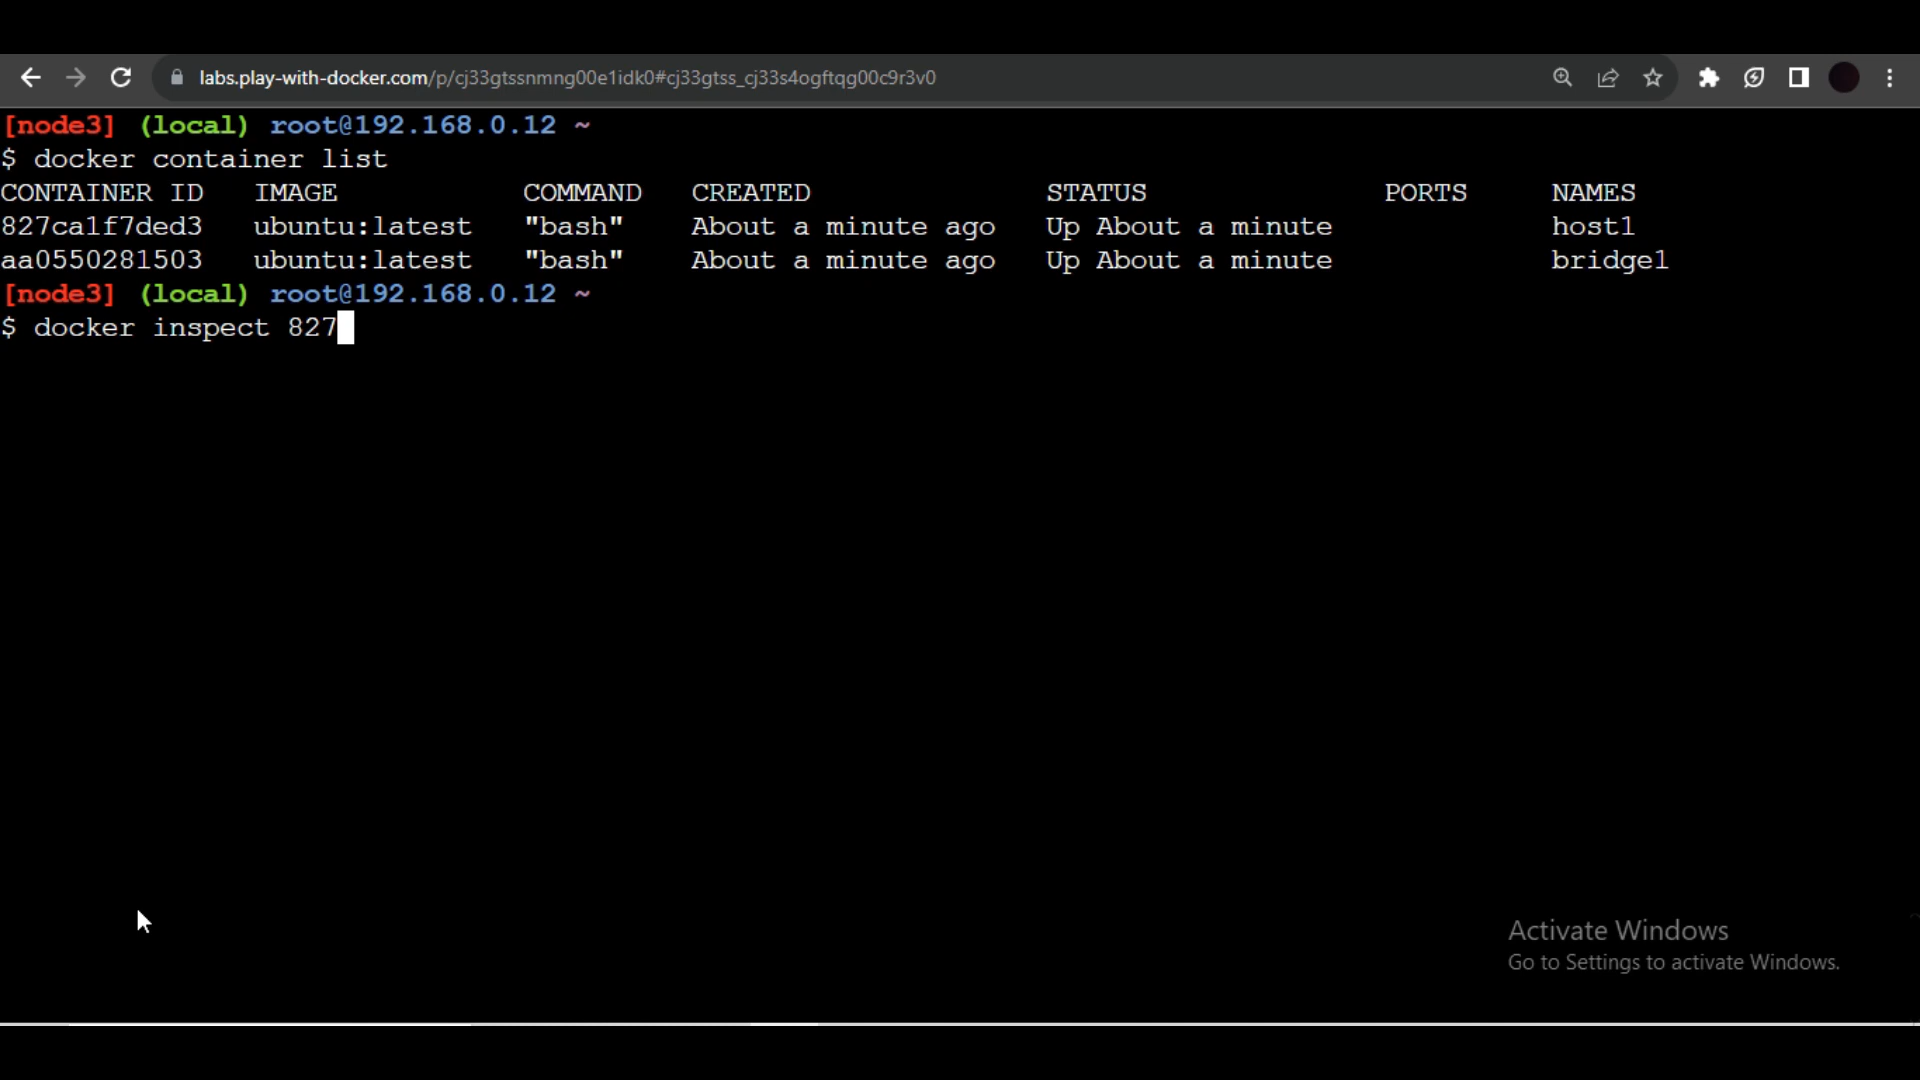 labs.play-with-docker.com/p/cj33gtssnmng00e1idk0#cj33gtss_cj33s4ogftqg00c9r3v0
[node3] (local) root@192.168.0.12 ~
$ docker container list
CONTAINER ID   IMAGE           COMMAND   CREATED              STATUS              PORTS     NAMES
827ca1f7ded3   ubuntu:latest   "bash"    About a minute ago   Up About a minute             host1
aa0550281503   ubuntu:latest   "bash"    About a minute ago   Up About a minute             bridge1
[node3] (local) root@192.168.0.12 ~
$ docker inspect 827
Activate Windows
Go to Settings to activate Windows.